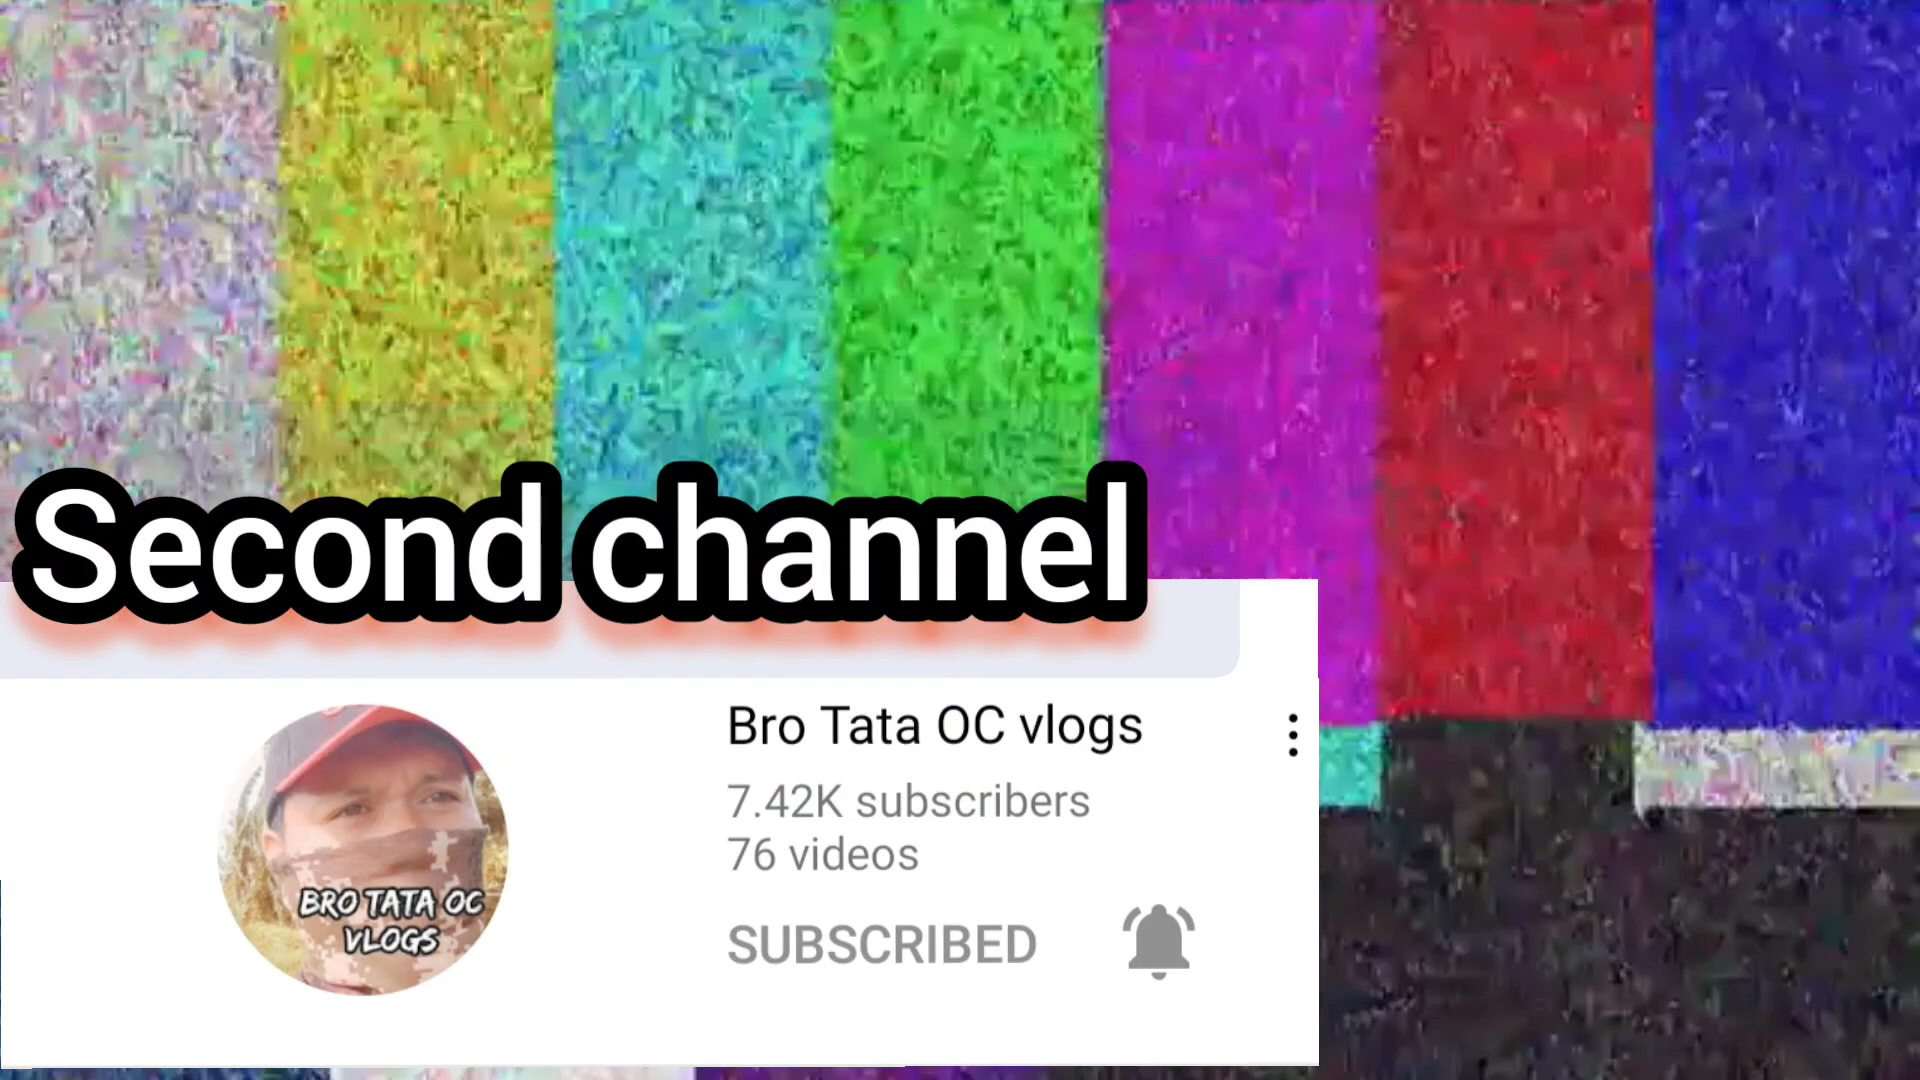 Second channel
Bro Tata OC vlogs
7.42K subscribers
76 videos
SUBSCRIBED
BRO TATA OC
VLOGS